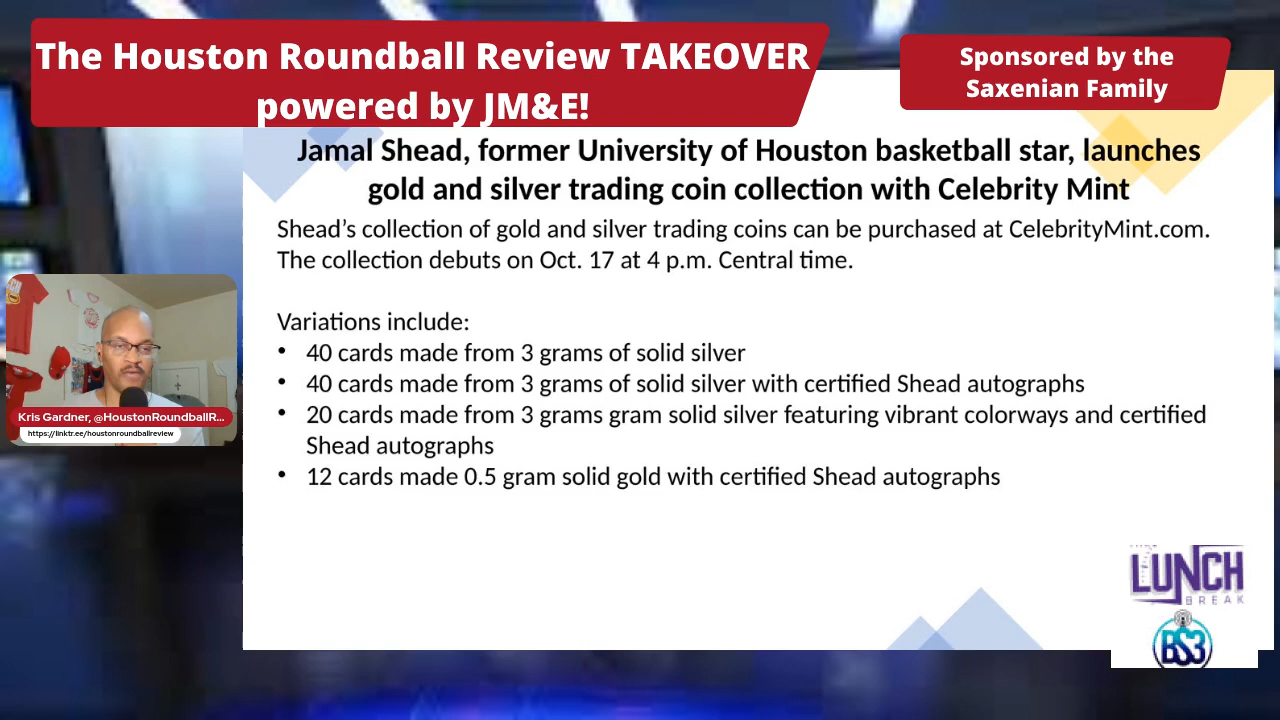 The Houston Roundball Review TAKEOVER
powered by JM&E!
Sponsored by the
Saxenian Family
Jamal Shead, former University of Houston basketball star, launches
gold and silver trading coin collection with Celebrity Mint
Shead’s collection of gold and silver trading coins can be purchased at CelebrityMint.com.
The collection debuts on Oct. 17 at 4 p.m. Central time.
Variations include:
• 40 cards made from 3 grams of solid silver
• 40 cards made from 3 grams of solid silver with certified Shead autographs
• 20 cards made from 3 grams gram solid silver featuring vibrant colorways and certified
Shead autographs
• 12 cards made 0.5 gram solid gold with certified Shead autographs
Kris Gardner, @HoustonRoundballR...
https://linktr.ee/houstonroundballreview
LUNCH
BREAK
BS3